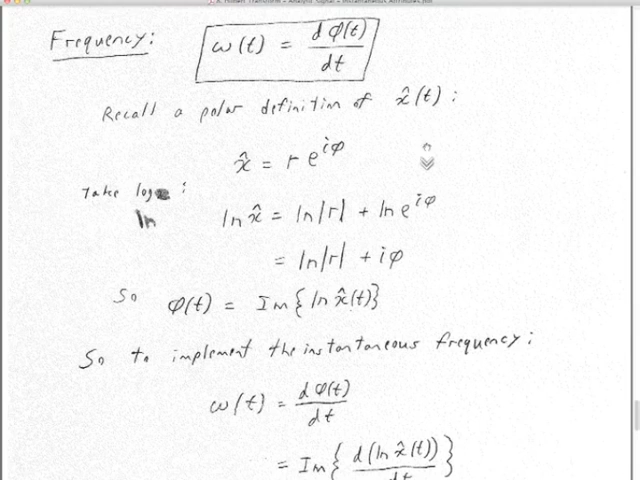 Frequency: ω(t) = dφ(t)/dt
Recall a polar definition of x̂(t):
x̂ = r e^{iφ}
Take log:
ln
ln x̂ = ln|r| + ln e^{iφ}
= ln|r| + iφ
So φ(t) = Im{ln x̂(t)}
So to implement the instantaneous frequency:
ω(t) = dφ(t)/dt
= Im{d(ln x̂(t))/dt}